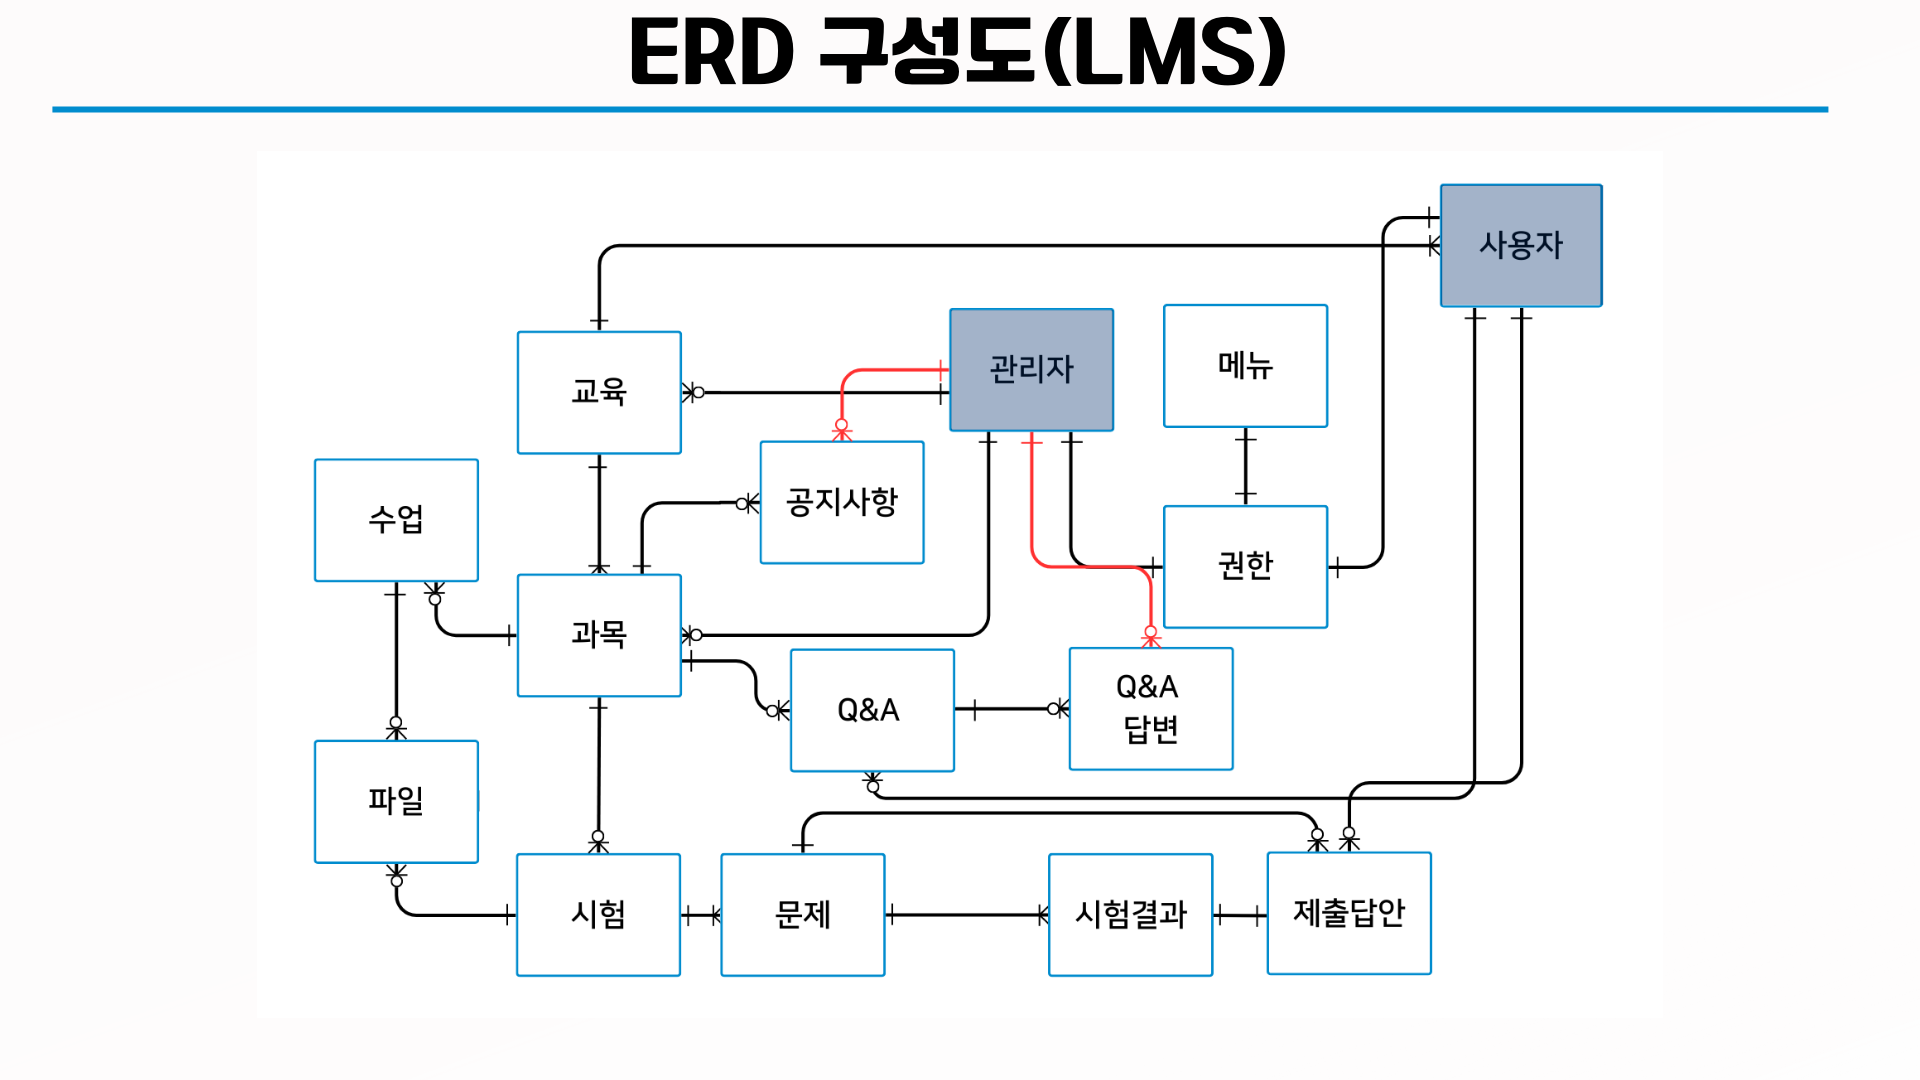 ERD 구성도(LMS)
사용자
교육
관리자
메뉴
수업
공지사항
권한
과목
Q&A
Q&A
답변
파일
시험
문제
시험결과
제출답안